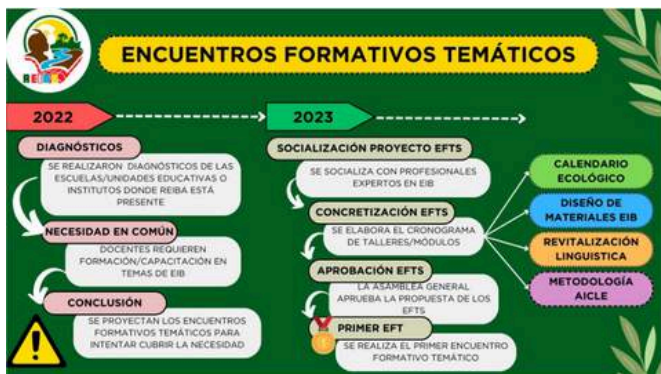 REIBA
ENCUENTROS FORMATIVOS TEMÁTICOS
2022
DIAGNÓSTICOS
SE REALIZARON DIAGNÓSTICOS DE LAS
ESCUELAS/UNIDADES EDUCATIVAS O
INSTITUTOS DONDE REIBA ESTÁ
PRESENTE
NECESIDAD EN COMÚN
DOCENTES REQUIEREN
FORMACIÓN/CAPACITACIÓN EN
TEMAS DE EIB
CONCLUSIÓN
SE PROYECTAN LOS ENCUENTROS
FORMATIVOS TEMÁTICOS PARA
INTENTAR CUBRIR LA NECESIDAD
2023
SOCIALIZACIÓN PROYECTO EFTS
SE SOCIALIZA CON PROFESIONALES
EXPERTOS EN EIB
CONCRETIZACIÓN EFTS
SE ELABORA EL CRONOGRAMA
DE TALLERES/MÓDULOS
APROBACIÓN EFTS
LA ASAMBLEA GENERAL
APRUEBA LA PROPUESTA DE LOS
EFTS
PRIMER EFT
SE REALIZA EL PRIMER ENCUENTRO
FORMATIVO TEMÁTICO
CALENDARIO
ECOLÓGICO
DISEÑO DE
MATERIALES EIB
REVITALIZACIÓN
LINGUISTICA
METODOLOGÍA
AICLE